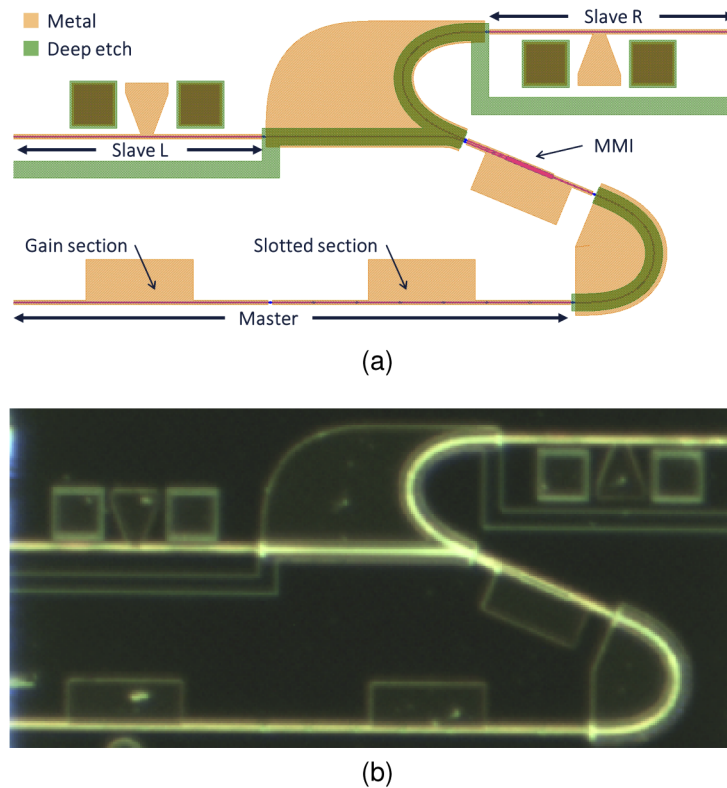 Metal
Deep etch
Slave R
Slave L
MMI
Gain section
Slotted section
Master
(a)
(b)